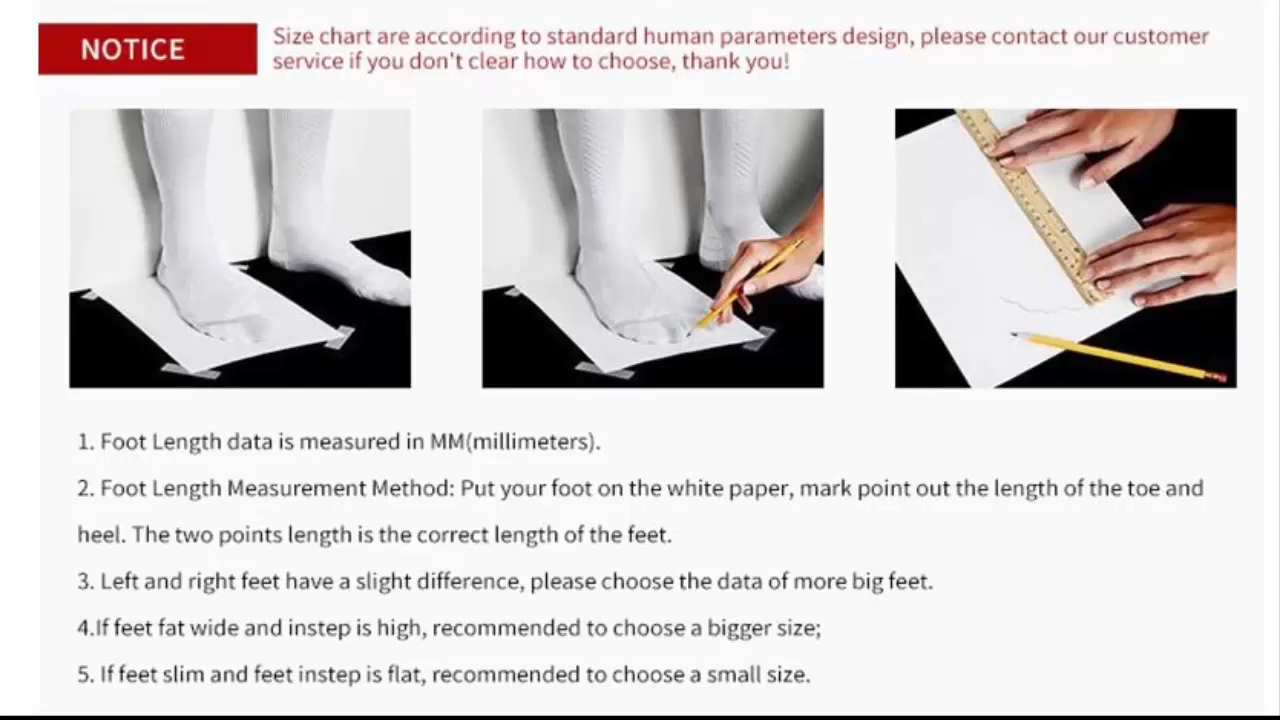 NOTICE
Size chart are according to standard human parameters design, please contact our customer
service if you don't clear how to choose, thank you!
1. Foot Length data is measured in MM(millimeters).
2. Foot Length Measurement Method: Put your foot on the white paper, mark point out the length of the toe and
heel. The two points length is the correct length of the feet.
3. Left and right feet have a slight difference, please choose the data of more big feet.
4.If feet fat wide and instep is high, recommended to choose a bigger size;
5. If feet slim and feet instep is flat, recommended to choose a small size.